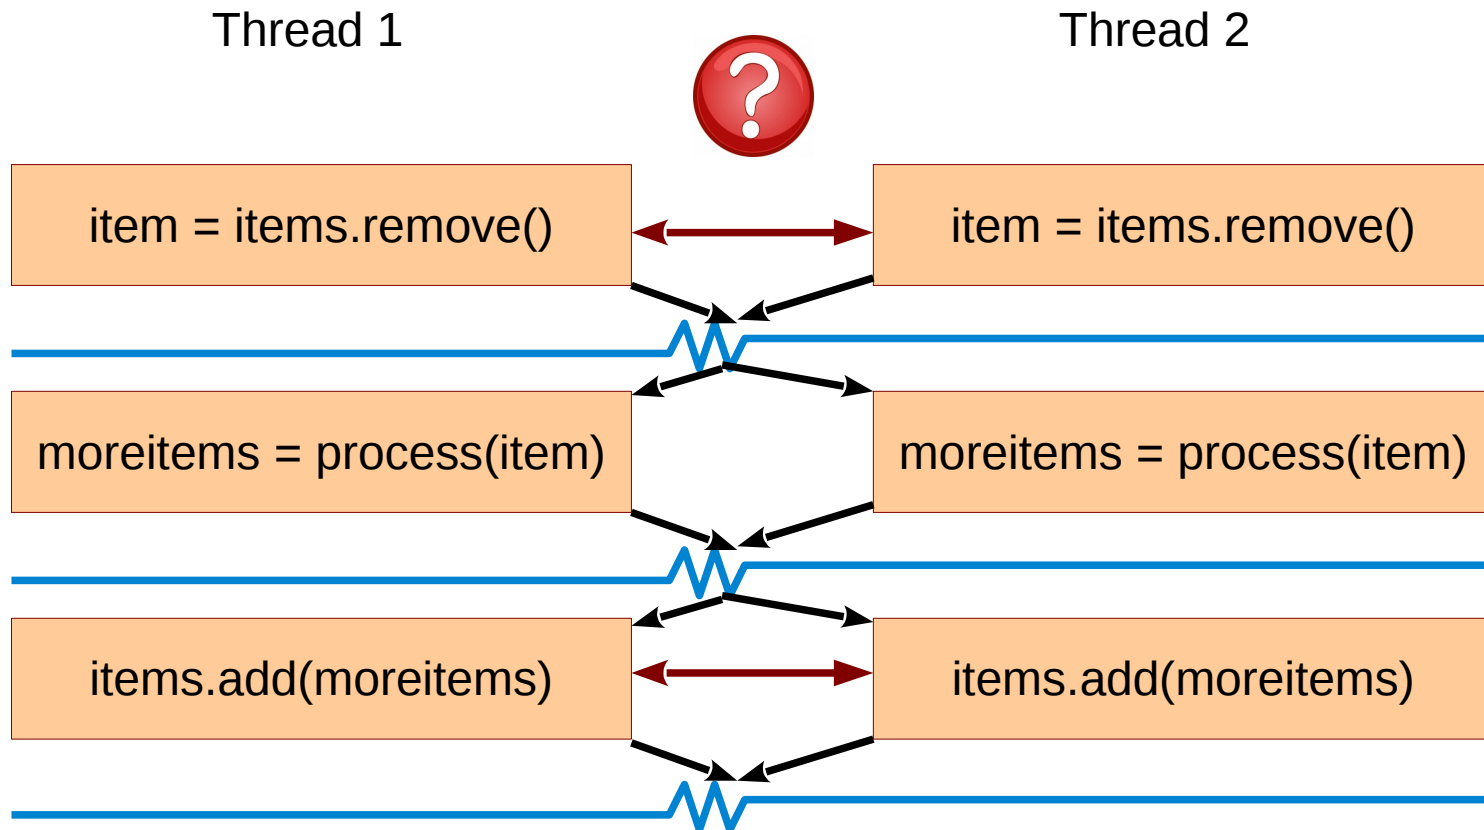 Thread 1
Thread 2
?
item = items.remove()
item = items.remove()
moreitems = process(item)
moreitems = process(item)
items.add(moreitems)
items.add(moreitems)